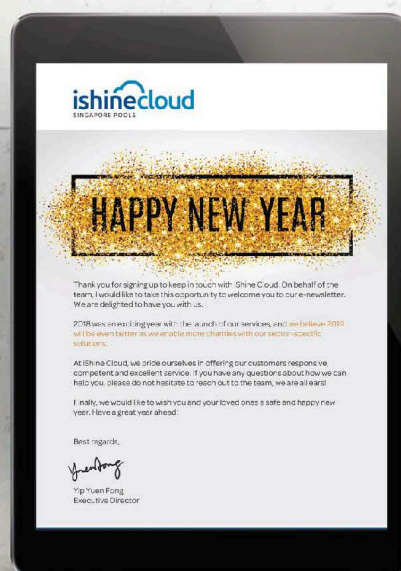 ishinecloud
SINGAPORE POOLS
HAPPY NEW YEAR
Thank you for signing up to keep in touch with iShine Cloud. On behalf of the
team, I would like to take this opportunity to welcome you to our e-newsletter.
We are delighted to have you with us.
2018 was an exciting year with the launch of our services, and we believe 2019
will be even better as we enable more charities with our sector-specific
solutions.
At iShine Cloud, we pride ourselves in offering our customers responsive,
competent and excellent service. If you have any questions about how we can
help you, please do not hesitate to reach out to the team, we are all ears!
Finally, we would like to wish you and your loved ones a safe and happy new
year. Have a great year ahead!
Best regards,
Yip Yuen Fong
Executive Director